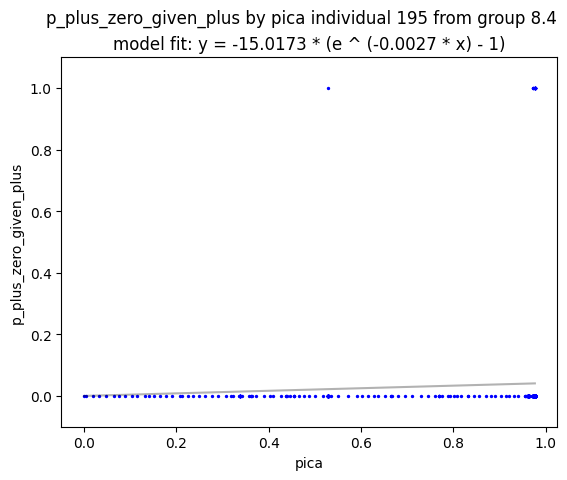 p_plus_zero_given_plus by pica individual 195 from group 8.4
model fit: y = -15.0173 * (e ^ (-0.0027 * x) - 1)
1.0
0.8
0.6
0.4
0.2
0.0
p_plus_zero_given_plus
0.0 0.2 0.4 0.6 0.8 1.0
pica